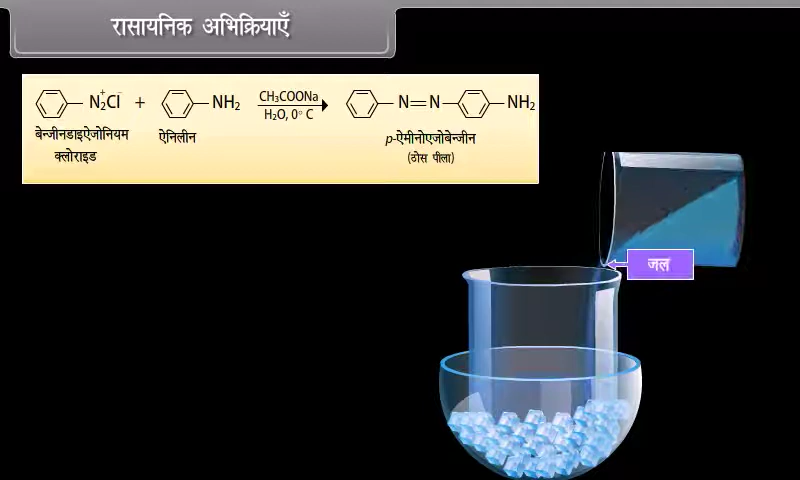 रासायनिक अभिक्रियाएँ
N₂⁺Cl⁻ + NH₂ CH₃COONa N=N NH₂
H₂O, 0° C
बेन्जीनडाइऐजोनियम ऐनिलीन p-ऐमीनोएजोबेन्जीन
क्लोराइड (ठोस पीला)
जल